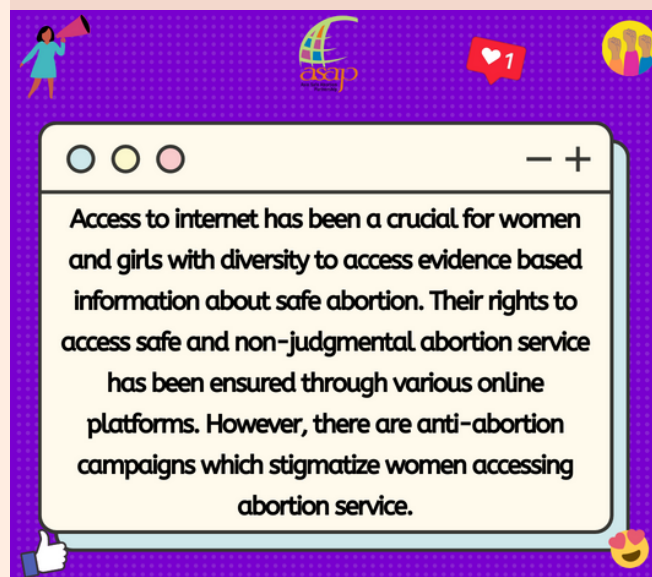 asap
1
Access to internet has been a crucial for women
and girls with diversity to access evidence based
information about safe abortion. Their rights to
access safe and non-judgmental abortion service
has been ensured through various online
platforms. However, there are anti-abortion
campaigns which stigmatize women accessing
abortion service.